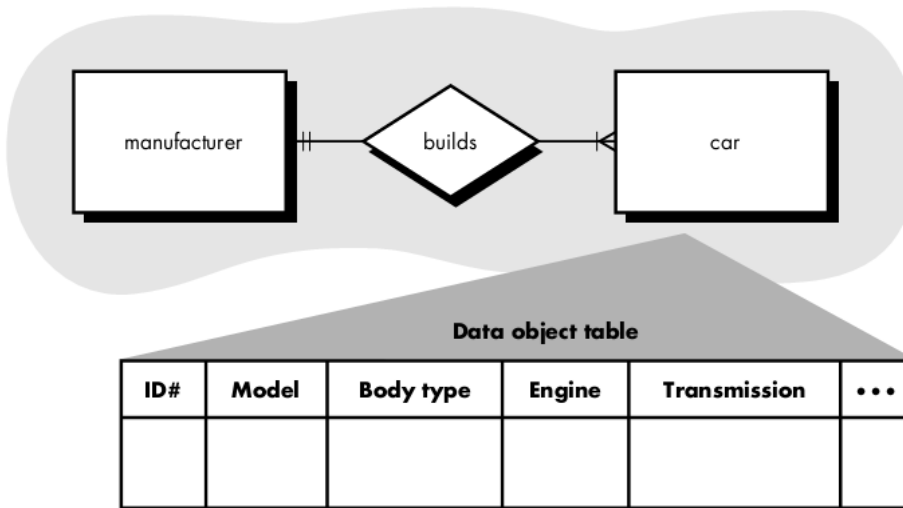 manufacturer builds car
Data object table
ID# Model Body type Engine Transmission •••